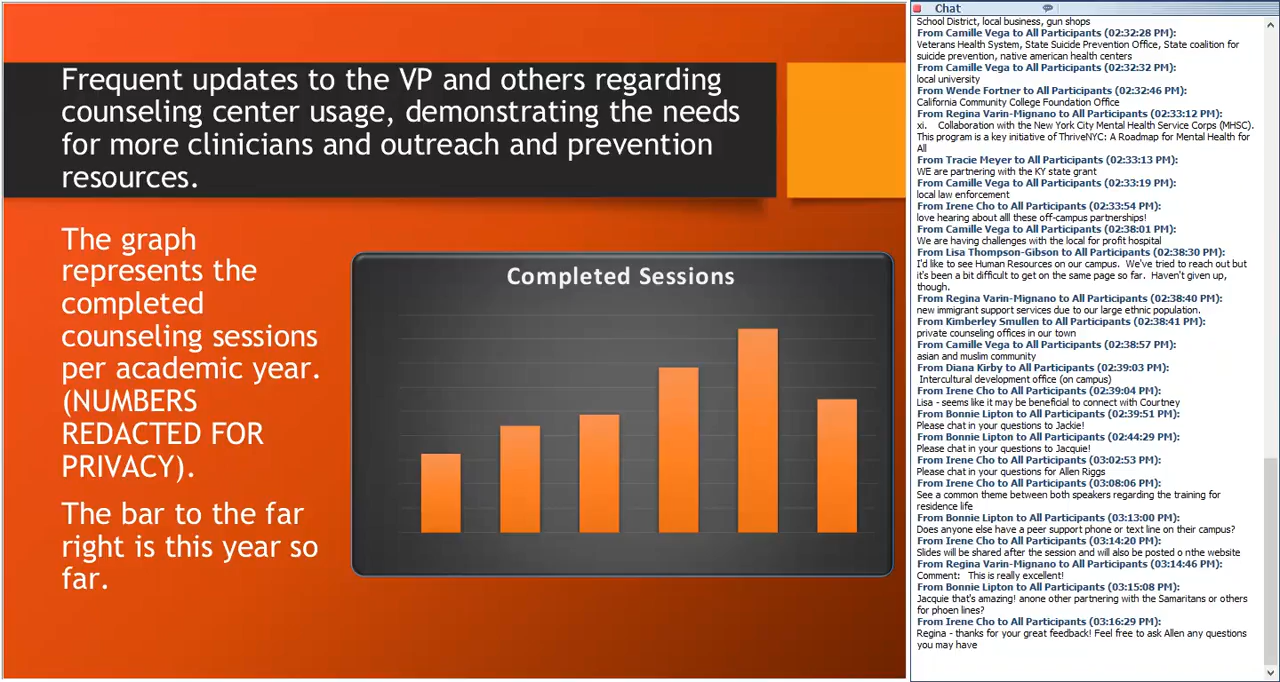 Frequent updates to the VP and others regarding
counseling center usage, demonstrating the needs
for more clinicians and outreach and prevention
resources.
The graph
represents the
completed
counseling sessions
per academic year.
(NUMBERS
REDACTED FOR
PRIVACY).
The bar to the far
right is this year so
far.
Completed Sessions
Chat
School District, local business, gun shops
From Camille Vega to All Participants (02:32:28 PM):
Veterans Health System, State Suicide Prevention Office, State coalition for
suicide prevention, native american health centers
From Camille Vega to All Participants (02:32:32 PM):
local university
From Wende Fortner to All Participants (02:32:46 PM):
California Community College Foundation Office
From Regina Varin-Mignano to All Participants (02:33:12 PM):
xi. Collaboration with the New York City Mental Health Service Corps (MHSC).
This program is a key initiative of ThriveNYC: A Roadmap for Mental Health for
All
From Tracie Meyer to All Participants (02:33:13 PM):
WE are partnering with the KY state grant
From Camille Vega to All Participants (02:33:19 PM):
local law enforcement
From Irene Cho to All Participants (02:33:54 PM):
love hearing about alll these off-campus partnerships!
From Camille Vega to All Participants (02:38:01 PM):
We are having challenges with the local for profit hospital
From Lisa Thompson-Gibson to All Participants (02:38:30 PM):
I'd like to see Human Resources on our campus. We've tried to reach out but
it's been a bit difficult to get on the same page so far. Haven't given up,
though.
From Regina Varin-Mignano to All Participants (02:38:40 PM):
new immigrant support services due to our large ethnic population.
From Kimberley Smullen to All Participants (02:38:41 PM):
private counseling offices in our town
From Camille Vega to All Participants (02:38:57 PM):
asian and muslim community
From Diana Kirby to All Participants (02:39:03 PM):
Intercultural development office (on campus)
From Irene Cho to All Participants (02:39:04 PM):
Lisa - seems like it may be beneficial to connect with Courtney
From Bonnie Lipton to All Participants (02:39:51 PM):
Please chat in your questions to Jackie!
From Bonnie Lipton to All Participants (02:44:29 PM):
Please chat in your questions to Jacquie!
From Irene Cho to All Participants (03:02:53 PM):
Please chat in your questions for Allen Riggs
From Irene Cho to All Participants (03:08:06 PM):
See a common theme between both speakers regarding the training for
residence life
From Bonnie Lipton to All Participants (03:13:00 PM):
Does anyone else have a peer support phone or text line on their campus?
From Irene Cho to All Participants (03:14:20 PM):
Slides will be shared after the session and will also be posted o nthe website
From Regina Varin-Mignano to All Participants (03:14:46 PM):
Comment: This is really excellent!
From Bonnie Lipton to All Participants (03:15:08 PM):
Jacquie that's amazing! anone other partnering with the Samaritans or others
for phoen lines?
From Irene Cho to All Participants (03:16:29 PM):
Regina - thanks for your great feedback! Feel free to ask Allen any questions
you may have